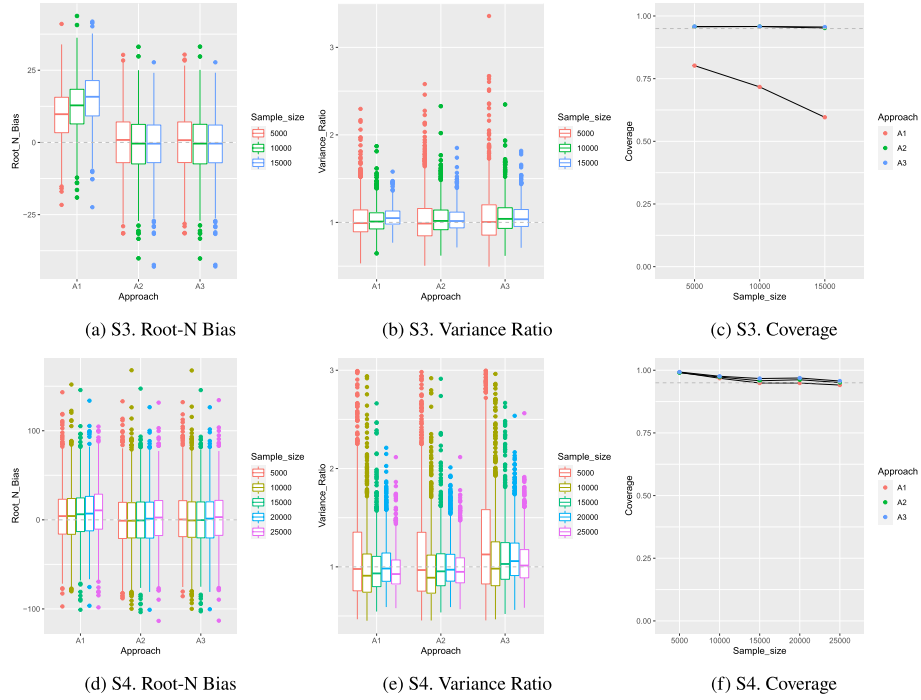 Root_N_Bias
25
0
−25
A1
A2
A3
Approach
Sample_size
5000
10000
15000
(a) S3. Root-N Bias
Variance_Ratio
3
2
1
A1
A2
A3
Approach
Sample_size
5000
10000
15000
(b) S3. Variance Ratio
Coverage
1.00
0.75
0.50
0.25
0.00
5000
10000
15000
Sample_size
Approach
A1
A2
A3
(c) S3. Coverage
Root_N_Bias
100
0
−100
A1
A2
A3
Approach
Sample_size
5000
10000
15000
20000
25000
(d) S4. Root-N Bias
Variance_Ratio
3
2
1
A1
A2
A3
Approach
Sample_size
5000
10000
15000
20000
25000
(e) S4. Variance Ratio
Coverage
1.00
0.75
0.50
0.25
0.00
5000
10000
15000
20000
25000
Sample_size
Approach
A1
A2
A3
(f) S4. Coverage